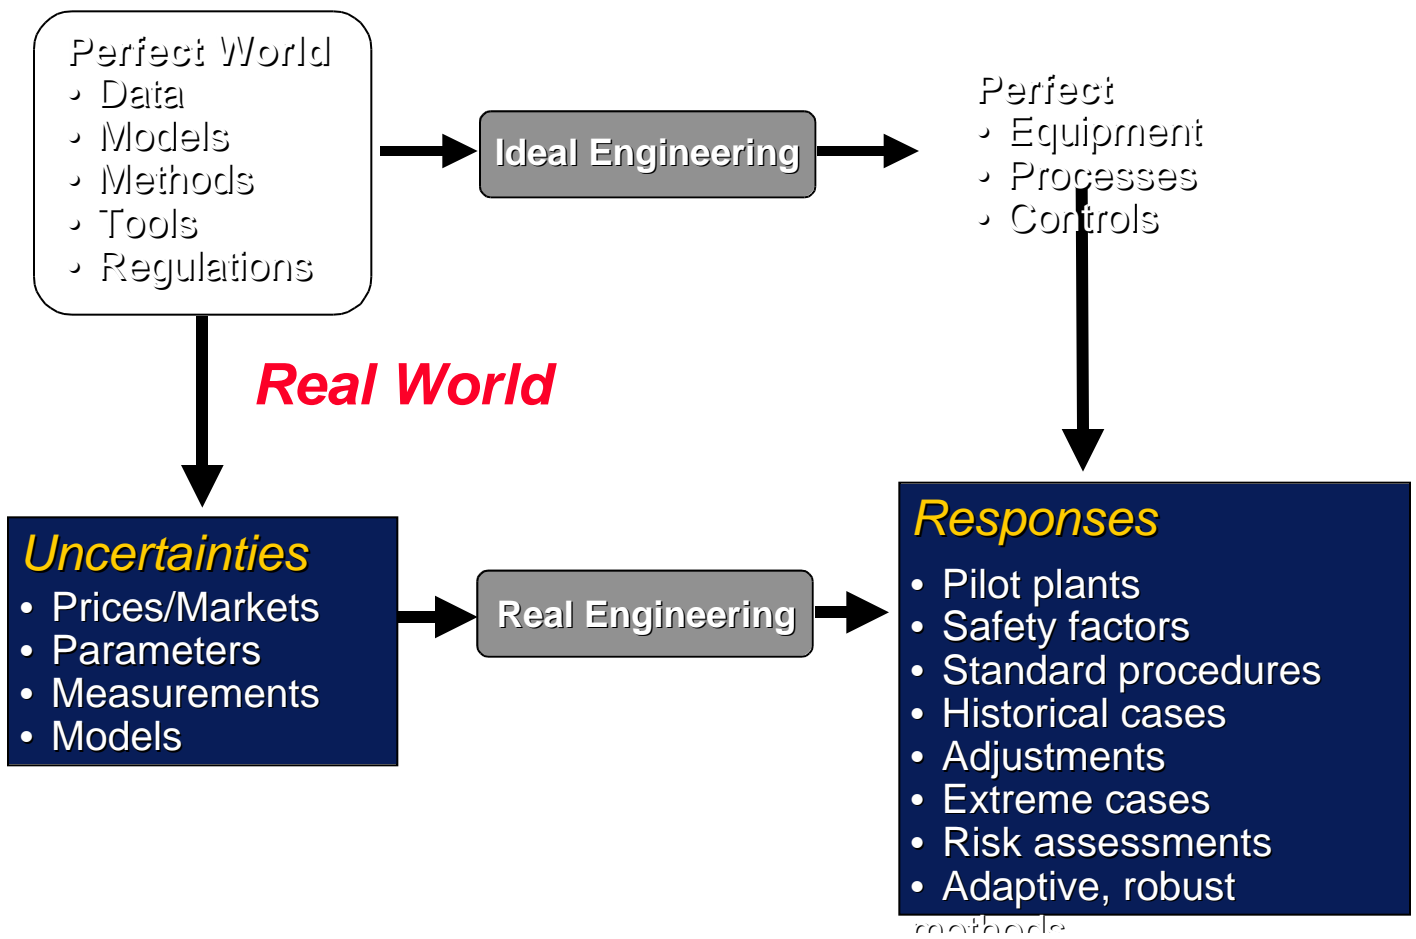 Perfect World
• Data
• Models
• Methods
• Tools
• Regulations
Ideal Engineering
Perfect
• Equipment
• Processes
• Controls
Real World
Uncertainties
• Prices/Markets
• Parameters
• Measurements
• Models
Real Engineering
Responses
• Pilot plants
• Safety factors
• Standard procedures
• Historical cases
• Adjustments
• Extreme cases
• Risk assessments
• Adaptive, robust
methods